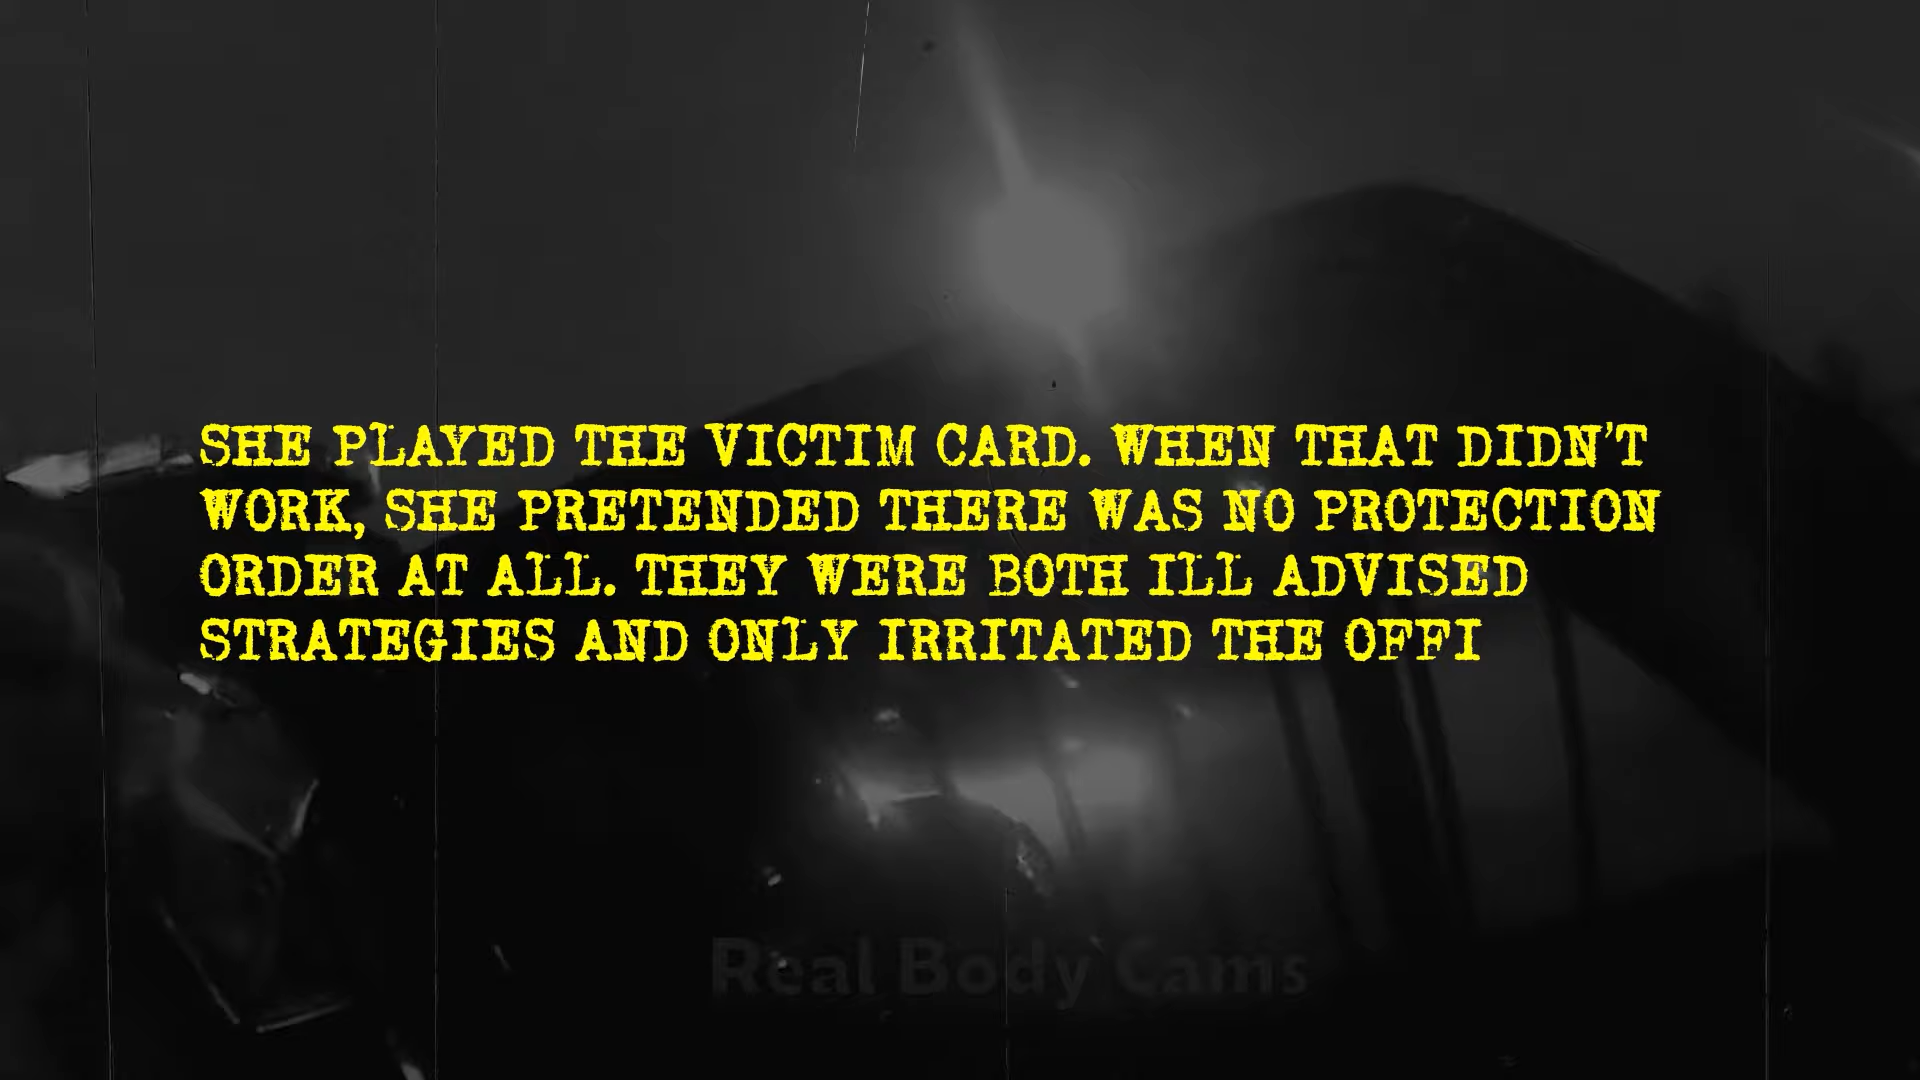 SHE PLAYED THE VICTIM CARD. WHEN THAT DIDN'T
WORK, SHE PRETENDED THERE WAS NO PROTECTION
ORDER AT ALL. THEY WERE BOTH ILL ADVISED
STRATEGIES AND ONLY IRRITATED THE OFFI
Real Body Cams